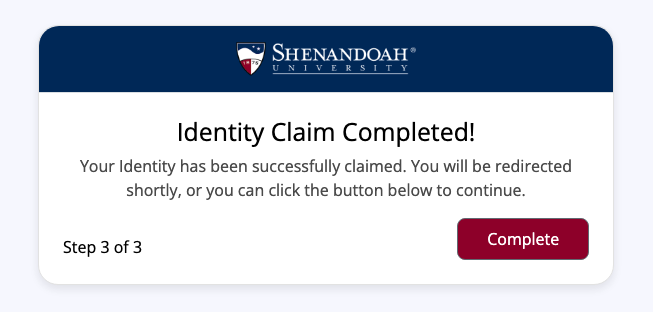 SHENANDOAH®
UNIVERSITY
Identity Claim Completed!
Your Identity has been successfully claimed. You will be redirected
shortly, or you can click the button below to continue.
Step 3 of 3
Complete